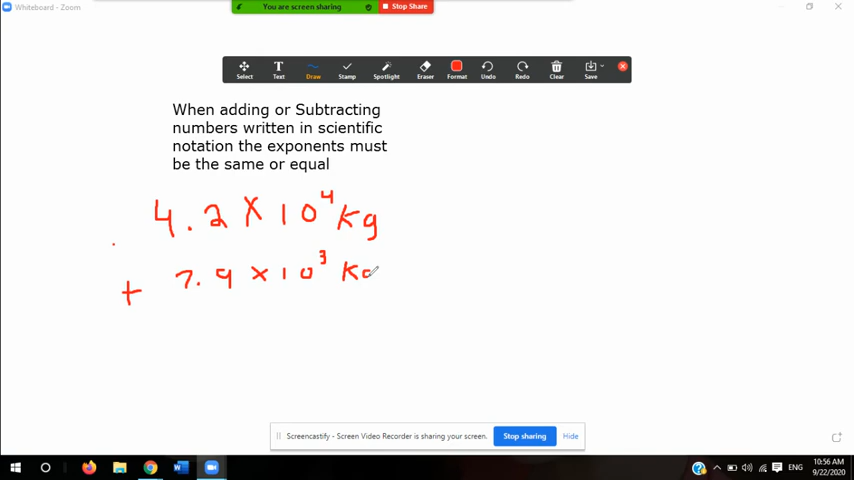 Whiteboard - Zoom
You are screen sharing
Stop Share
Select Text Draw Stamp Spotlight Eraser Format Undo Redo Clear Save
When adding or Subtracting
numbers written in scientific
notation the exponents must
be the same or equal
4.2 X 10⁴ kg
+ 7.9 x 10³ Kg
Screencastify - Screen Video Recorder is sharing your screen.
Stop sharing
Hide
ENG
10:56 AM
9/22/2020